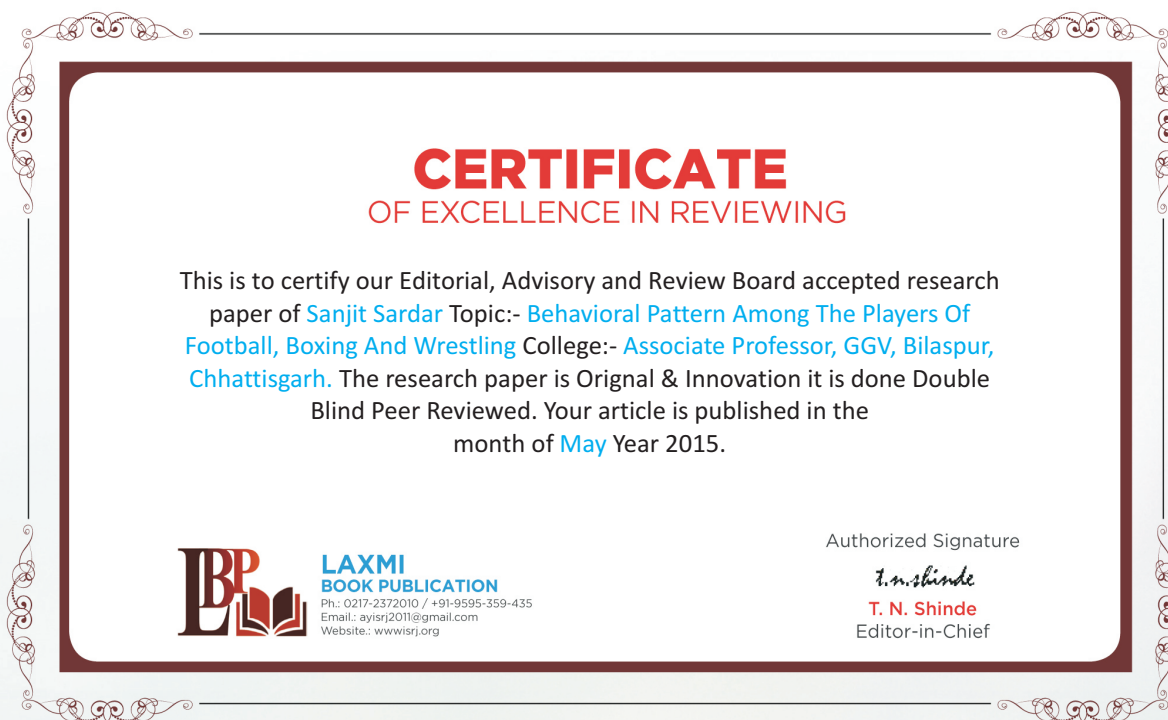 CERTIFICATE
OF EXCELLENCE IN REVIEWING
This is to certify our Editorial, Advisory and Review Board accepted research
paper of Sanjit Sardar Topic:- Behavioral Pattern Among The Players Of
Football, Boxing And Wrestling College:- Associate Professor, GGV, Bilaspur,
Chhattisgarh. The research paper is Orignal & Innovation it is done Double
Blind Peer Reviewed. Your article is published in the
month of May Year 2015.
LBP
LAXMI
BOOK PUBLICATION
Ph.: 0217-2372010 / +91-9595-359-435
Email.: ayisrj2011@gmail.com
Website.: wwwisrj.org
Authorized Signature
t.n.shinde
T. N. Shinde
Editor-in-Chief